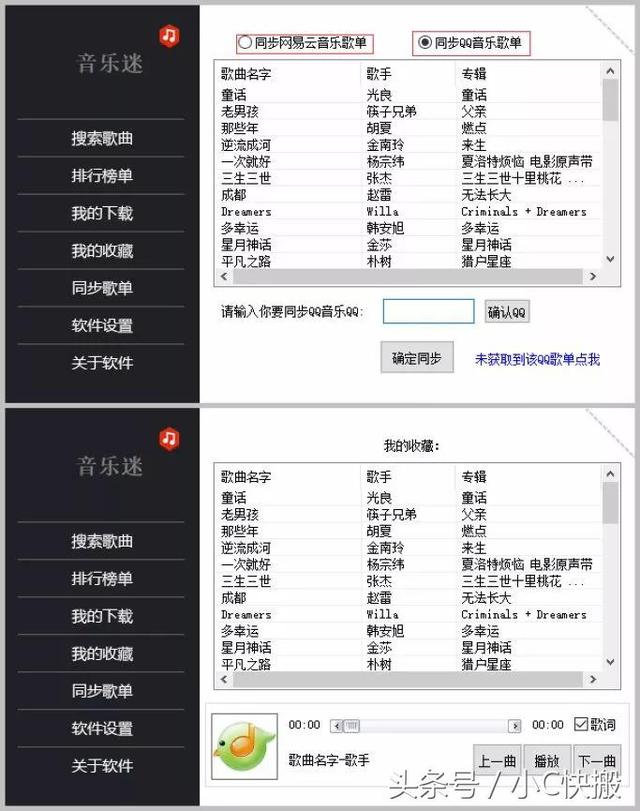 音乐迷
搜索歌曲
排行榜单
我的下载
我的收藏
同步歌单
软件设置
关于软件
同步网易云音乐歌单 同步QQ音乐歌单
歌曲名字 歌手 专辑
童话 光良 童话
老男孩 筷子兄弟 父亲
那些年 胡夏 燃点
逆流成河 金南玲 来生
一次就好 杨宗纬 夏洛特烦恼 电影原声带
三生三世 张杰 三生三世十里桃花 ...
成都 赵雷 无法长大
Dreamers Willa Criminals + Dreamers
多幸运 韩安旭 多幸运
星月神话 金莎 星月神话
平凡之路 朴树 猎户星座
请输入你要同步QQ音乐QQ: 确认QQ
确定同步 未获取到该QQ歌单点我
音乐迷
搜索歌曲
排行榜单
我的下载
我的收藏
同步歌单
软件设置
关于软件
我的收藏:
歌曲名字 歌手 专辑
童话 光良 童话
老男孩 筷子兄弟 父亲
那些年 胡夏 燃点
逆流成河 金南玲 来生
一次就好 杨宗纬 夏洛特烦恼 电影原声带
三生三世 张杰 三生三世十里桃花 ...
成都 赵雷 无法长大
Dreamers Willa Criminals + Dreamers
多幸运 韩安旭 多幸运
星月神话 金莎 星月神话
平凡之路 朴树 猎户星座
00:00 00:00 歌词
歌曲名字-歌手 上一曲 播放 下一曲
头条号 / 小C快搬